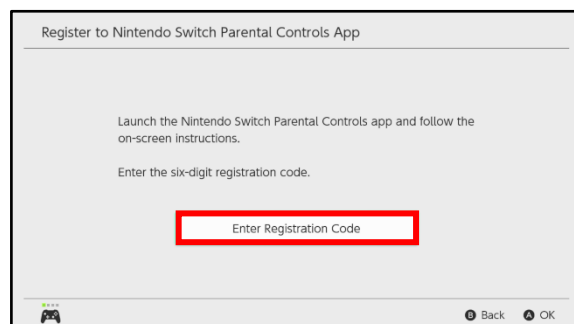 Register to Nintendo Switch Parental Controls App
Launch the Nintendo Switch Parental Controls app and follow the
on-screen instructions.
Enter the six-digit registration code.
Enter Registration Code
B Back A OK